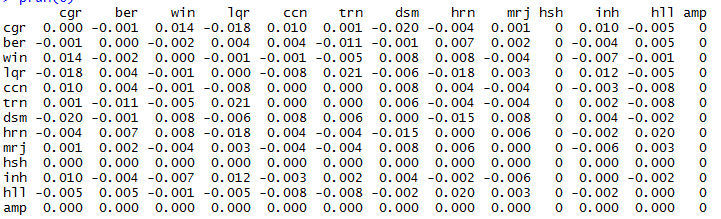 cgr ber win lqr ccn trn dsm hrn mrj hsh inh hll amp
cgr 0.000 -0.001 0.014 -0.018 0.010 0.001 -0.020 -0.004 0.001 0 0.010 -0.005 0
ber -0.001 0.000 -0.002 0.004 0.004 -0.011 -0.001 0.007 0.002 0 -0.004 0.005 0
win 0.014 -0.002 0.000 -0.001 -0.001 -0.005 0.008 0.008 -0.004 0 -0.007 -0.001 0
lqr -0.018 0.004 -0.001 0.000 -0.008 0.021 -0.006 -0.018 0.003 0 0.012 -0.005 0
ccn 0.010 0.004 -0.001 -0.008 0.000 0.000 0.008 0.004 -0.004 0 -0.003 -0.008 0
trn 0.001 -0.011 -0.005 0.021 0.000 0.000 0.006 -0.004 -0.004 0 0.002 -0.008 0
dsm -0.020 -0.001 0.008 -0.006 0.008 0.006 0.000 -0.015 0.008 0 0.004 -0.002 0
hrn -0.004 0.007 0.008 -0.018 0.004 -0.004 -0.015 0.000 0.006 0 -0.002 0.020 0
mrj 0.001 0.002 -0.004 0.003 -0.004 -0.004 0.008 0.006 0.000 0 -0.006 0.003 0
hsh 0.000 0.000 0.000 0.000 0.000 0.000 0.000 0.000 0.000 0 0.000 0.000 0
inh 0.010 -0.004 -0.007 0.012 -0.003 0.002 0.004 -0.002 -0.006 0 0.000 -0.002 0
hll -0.005 0.005 -0.001 -0.005 -0.008 -0.008 -0.002 0.020 0.003 0 -0.002 0.000 0
amp 0.000 0.000 0.000 0.000 0.000 0.000 0.000 0.000 0.000 0 0.000 0.000 0